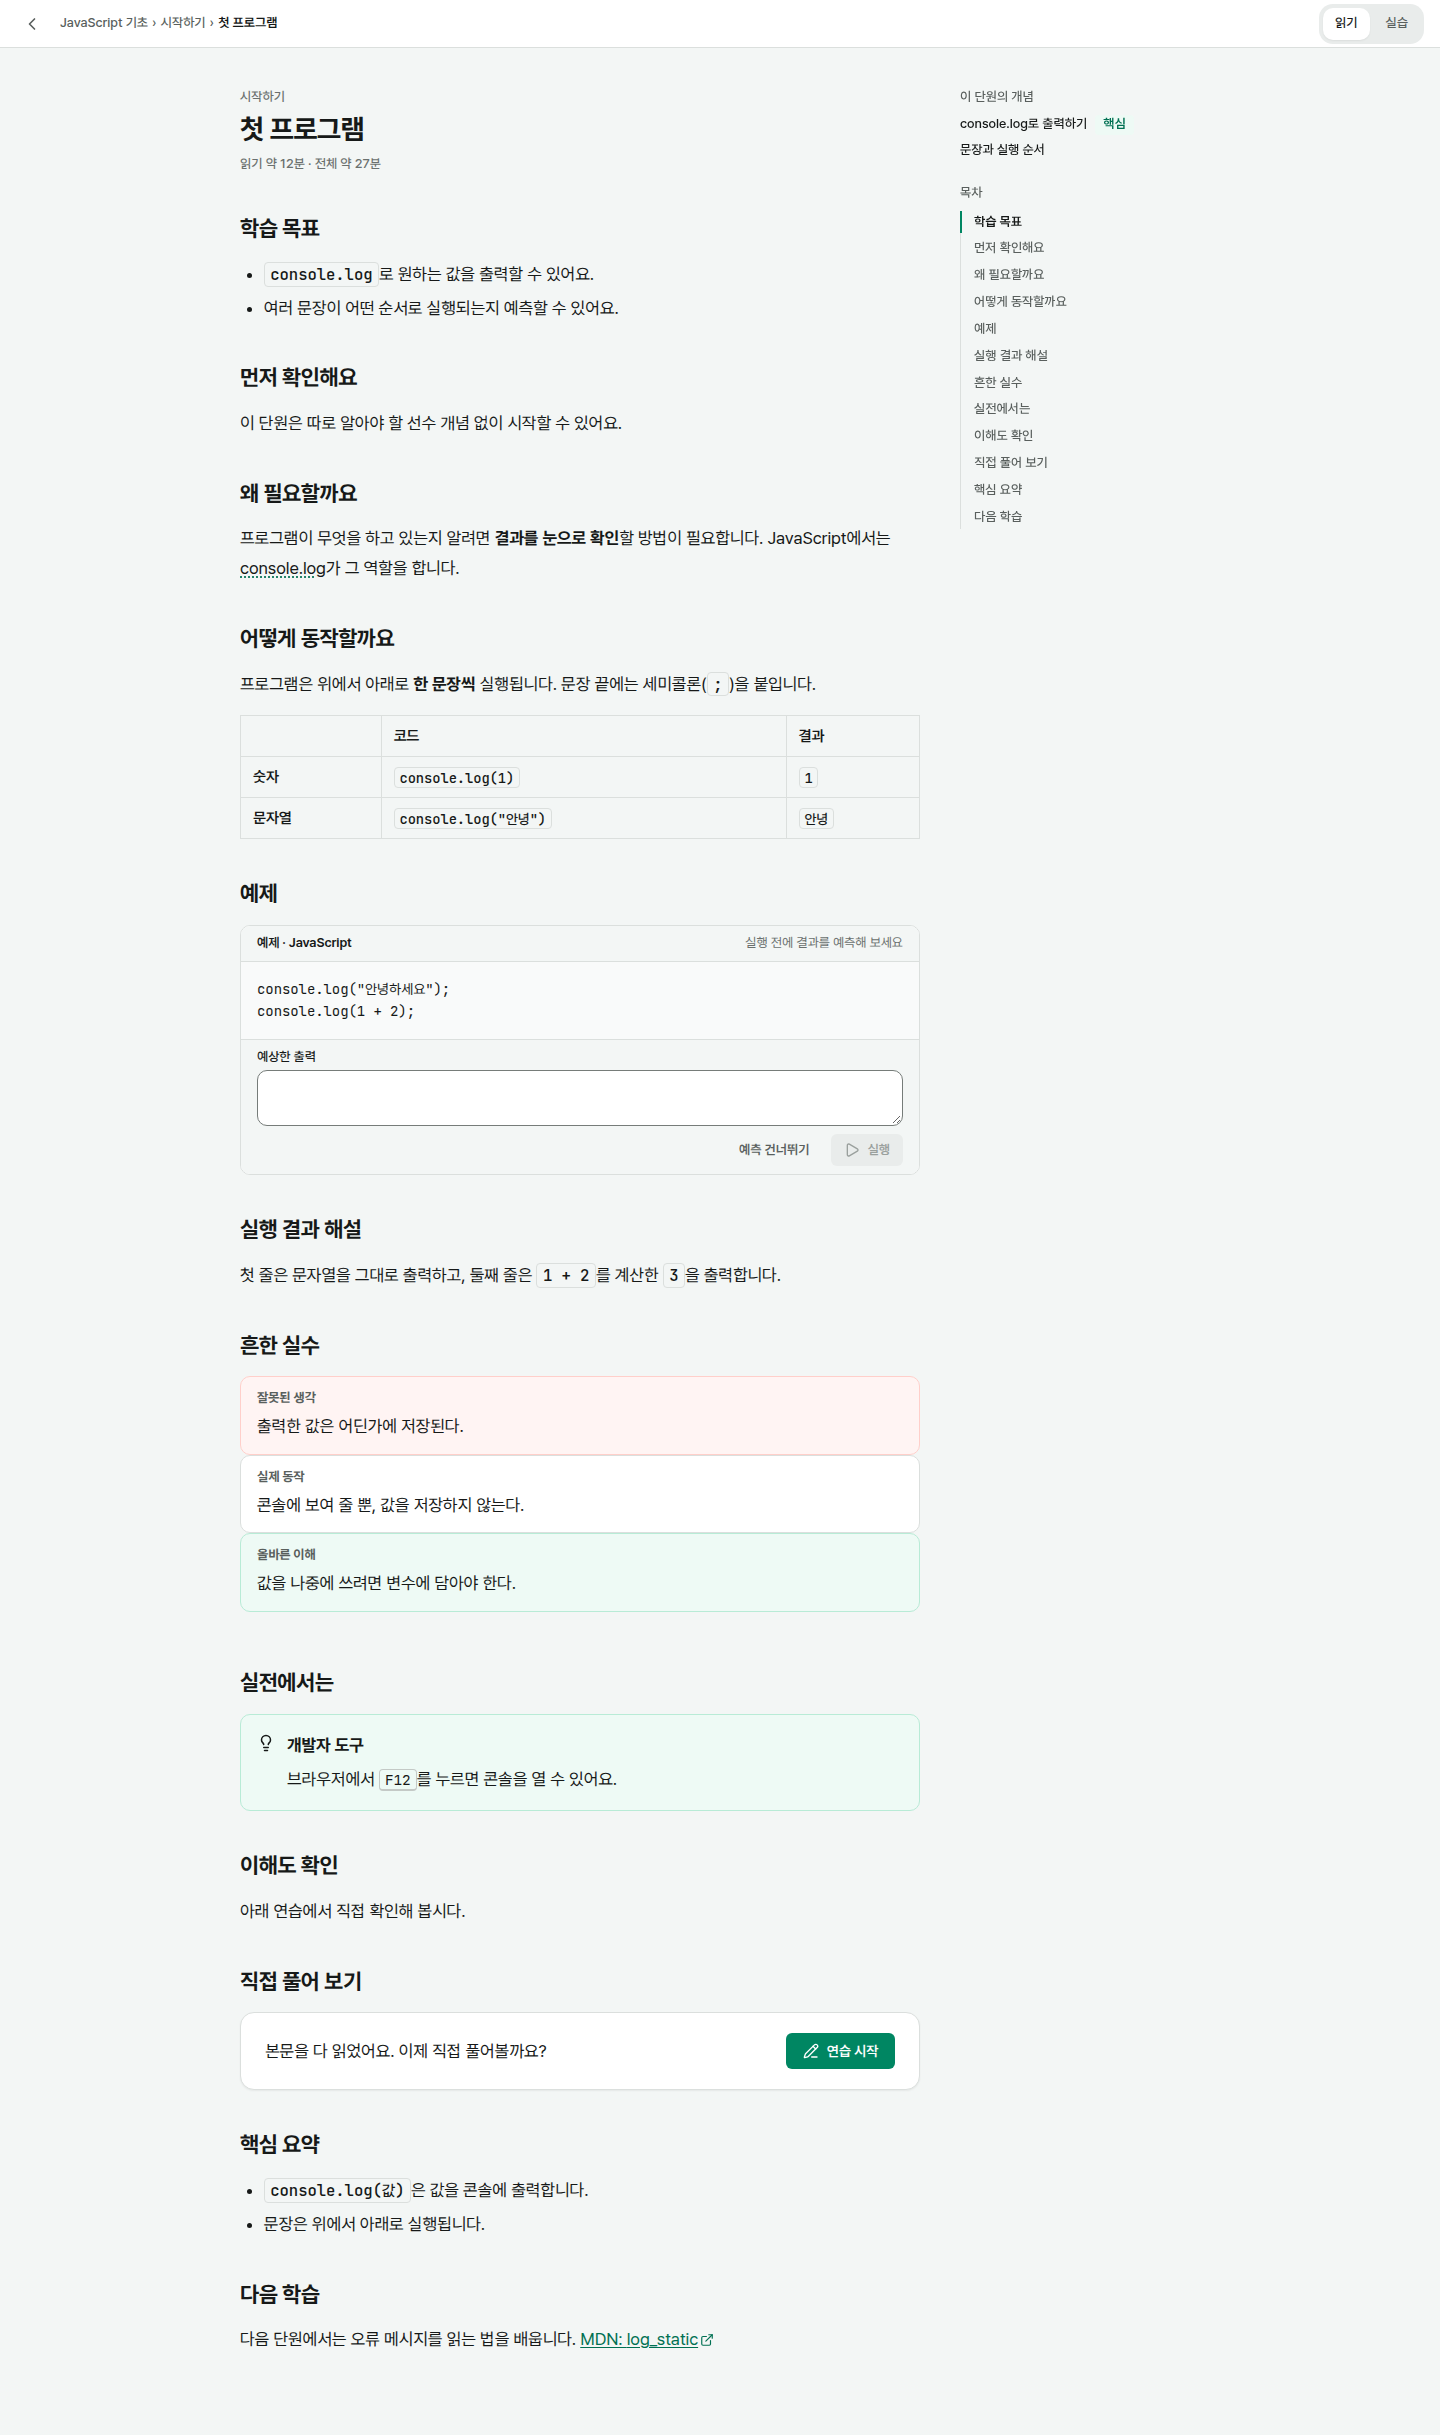 JavaScript 기초 › 시작하기 › 첫 프로그램
읽기 실습
시작하기
첫 프로그램
읽기 약 12분 · 전체 약 27분
학습 목표
console.log로 원하는 값을 출력할 수 있어요.
여러 문장이 어떤 순서로 실행되는지 예측할 수 있어요.
먼저 확인해요
이 단원은 따로 알아야 할 선수 개념 없이 시작할 수 있어요.
왜 필요할까요
프로그램이 무엇을 하고 있는지 알려면 결과를 눈으로 확인할 방법이 필요합니다. JavaScript에서는
console.log가 그 역할을 합니다.
어떻게 동작할까요
프로그램은 위에서 아래로 한 문장씩 실행됩니다. 문장 끝에는 세미콜론(;)을 붙입니다.
코드 결과
숫자 console.log(1) 1
문자열 console.log("안녕") 안녕
예제
예제 · JavaScript 실행 전에 결과를 예측해 보세요
console.log("안녕하세요");
console.log(1 + 2);
예상한 출력
예측 건너뛰기 실행
실행 결과 해설
첫 줄은 문자열을 그대로 출력하고, 둘째 줄은 1 + 2를 계산한 3을 출력합니다.
흔한 실수
잘못된 생각
출력한 값은 어딘가에 저장된다.
실제 동작
콘솔에 보여 줄 뿐, 값을 저장하지 않는다.
올바른 이해
값을 나중에 쓰려면 변수에 담아야 한다.
실전에서는
개발자 도구
브라우저에서 F12를 누르면 콘솔을 열 수 있어요.
이해도 확인
아래 연습에서 직접 확인해 봅시다.
직접 풀어 보기
본문을 다 읽었어요. 이제 직접 풀어볼까요? 연습 시작
핵심 요약
console.log(값)은 값을 콘솔에 출력합니다.
문장은 위에서 아래로 실행됩니다.
다음 학습
다음 단원에서는 오류 메시지를 읽는 법을 배웁니다. MDN: log_static
이 단원의 개념
console.log로 출력하기 핵심
문장과 실행 순서
목차
학습 목표
먼저 확인해요
왜 필요할까요
어떻게 동작할까요
예제
실행 결과 해설
흔한 실수
실전에서는
이해도 확인
직접 풀어 보기
핵심 요약
다음 학습